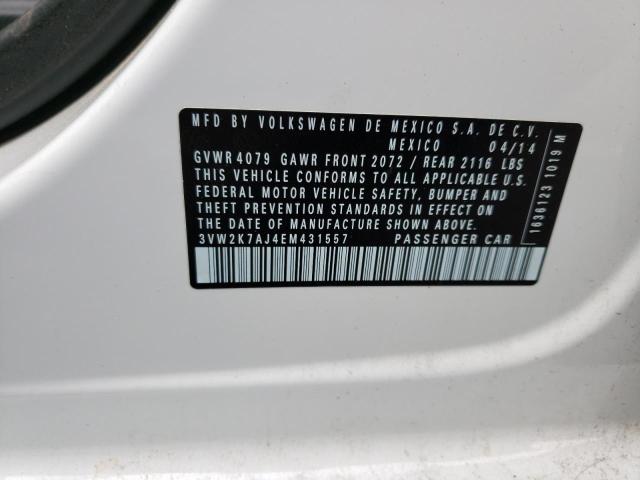 MFD BY VOLKSWAGEN DE MEXICO S.A. DE C.V.
MEXICO 04/14
GVWR 4079 GAWR FRONT 2072 / REAR 2116 LBS
THIS VEHICLE CONFORMS TO ALL APPLICABLE U.S.
FEDERAL MOTOR VEHICLE SAFETY, BUMPER AND
THEFT PREVENTION STANDARDS IN EFFECT ON
THE DATE OF MANUFACTURE SHOWN ABOVE.
3VW2K7AJ4EM431557 PASSENGER CAR
1636123 1019 M